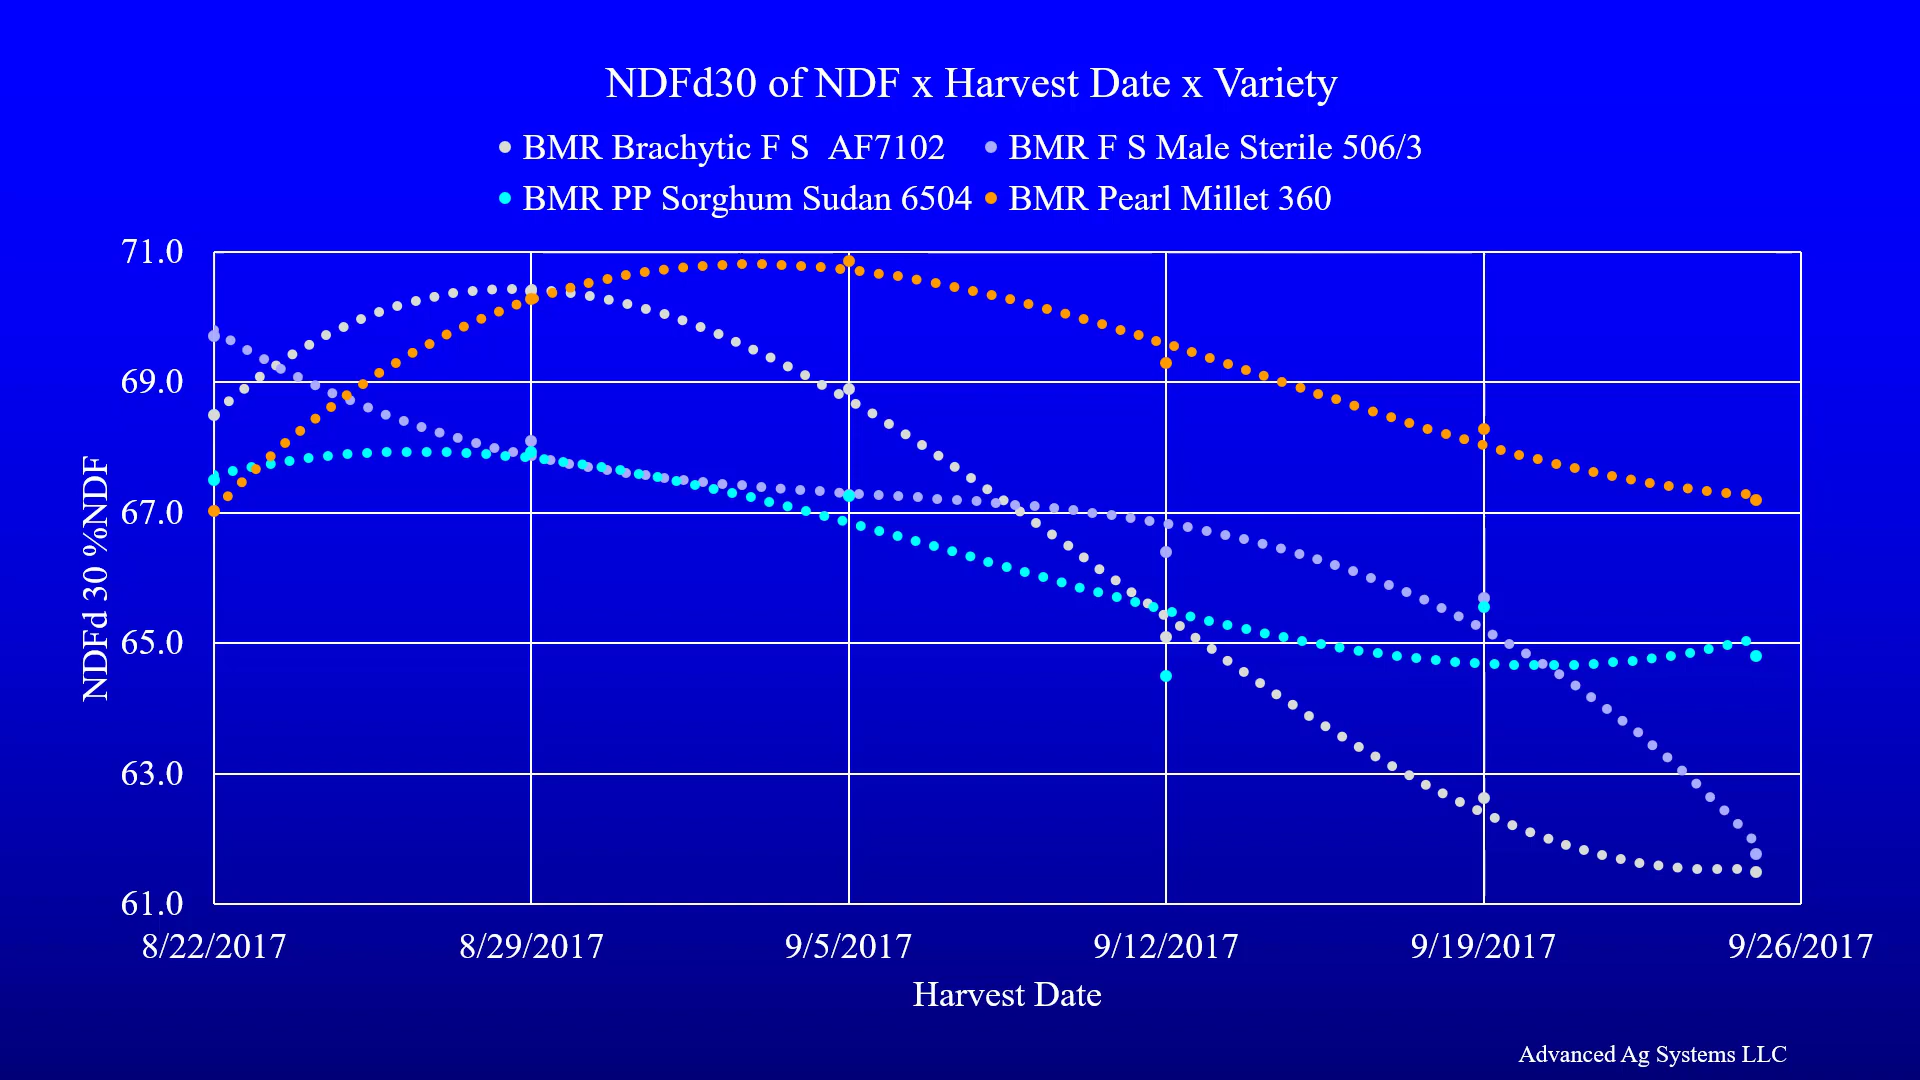 NDFd30 of NDF x Harvest Date x Variety
BMR Brachytic F S  AF7102
BMR F S Male Sterile 506/3
BMR PP Sorghum Sudan 6504
BMR Pearl Millet 360
71.0
69.0
67.0
65.0
63.0
61.0
NDFd 30 %NDF
8/22/2017
8/29/2017
9/5/2017
9/12/2017
9/19/2017
9/26/2017
Harvest Date
Advanced Ag Systems LLC